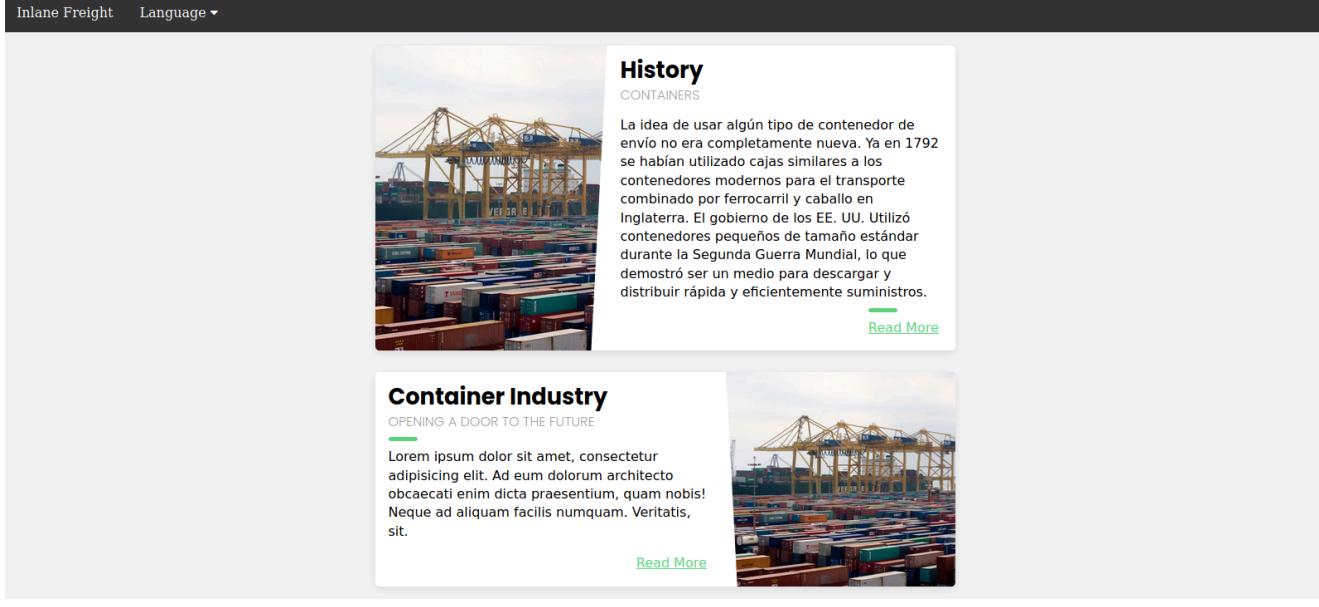 Inlane Freight Language
History
CONTAINERS
La idea de usar algún tipo de contenedor de
envío no era completamente nueva. Ya en 1792
se habían utilizado cajas similares a los
contenedores modernos para el transporte
combinado por ferrocarril y caballo en
Inglaterra. El gobierno de los EE. UU. Utilizó
contenedores pequeños de tamaño estándar
durante la Segunda Guerra Mundial, lo que
demostró ser un medio para descargar y
distribuir rápida y eficientemente suministros.
Read More
Container Industry
OPENING A DOOR TO THE FUTURE
Lorem ipsum dolor sit amet, consectetur
adipisicing elit. Ad eum dolorum architecto
obcaecati enim dicta praesentium, quam nobis!
Neque ad aliquam facilis numquam. Veritatis,
sit.
Read More